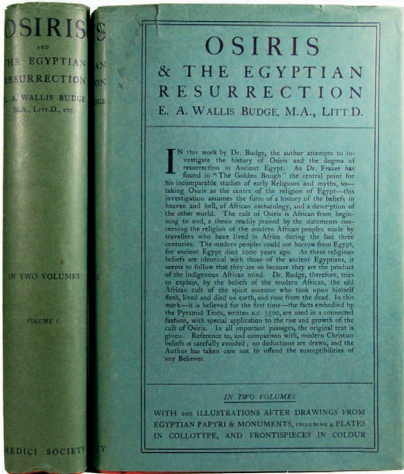 OSIRIS
AND
THE EGYPTIAN
RESURRECTION
E. A. WALLIS BUDGE
M.A., LITT.D., ETC.
IN TWO VOLUMES
VOLUME I.
MEDICI SOCIETY
OSIRIS
& THE EGYPTIAN
RESURRECTION
E. A. WALLIS BUDGE, M.A., LITT D.
IN this work by Dr. Budge, the author attempts to in-
vestigate the history of Osiris and the dogma of
resurrection in Ancient Egypt. As Dr. Frazer has
found in "The Golden Bough" the central point for
his incomparable studies of early Religions and myths, so—
taking Osiris as the centre of the religion of Egypt—this
investigation assumes the form of a history of the beliefs in
heaven and hell, of African eschatology, and a description of
the other world. The cult of Osiris is African from begin-
ning to end, a thesis readily proved by the statements con-
cerning the religion of the modern African peoples made by
travellers who have lived in Africa during the last three
centuries. The modern peoples could not borrow from Egypt,
for ancient Egypt died 2000 years ago. As these religious
beliefs are identical with those of the ancient Egyptians, it
seems to follow that they are so because they are the product
of the indigenous African mind. Dr. Budge, therefore, tries
to explain, by the beliefs of the modern African, the old
African cult of the spirit ancestor who took upon himself
flesh, lived and died no earth, and rose from the dead. In this
work—it is believed for the first time—the facts embodied by
the Pyramid Texts, written B.C. 3500, are used in a connected
fashion, with special application to the rise and growth of the
cult of Osiris. In all important passages, the original text is
given. Reference to, and comparison with, modern Christian
beliefs is carefully avoided; no deductions are drawn, and the
Author has taken care not to offend the susceptibilities of
any Believer.
IN TWO VOLUMES
WITH 200 ILLUSTRATIONS AFTER DRAWINGS FROM
EGYPTIAN PAPYRI & MONUMENTS, INCLUDING 4 PLATES
IN COLLOTYPE, AND FRONTISPIECES IN COLOUR